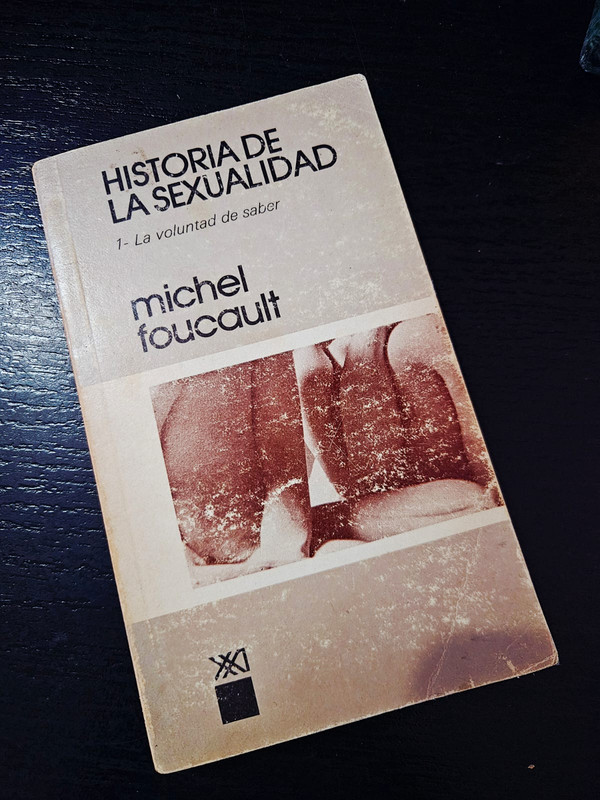 HISTORIA DE
LA SEXUALIDAD
1- La voluntad de saber
michel
foucault
XXI